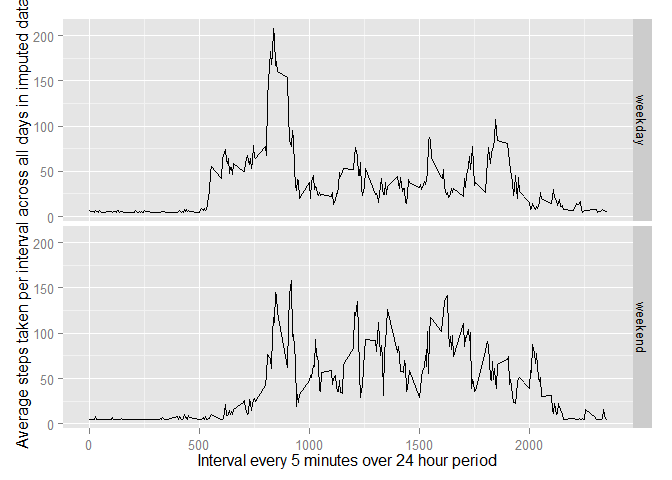 Average steps taken per interval across all days in imputed data
200
150
100
50
0
weekday
200
150
100
50
0
weekend
0 500 1000 1500 2000
Interval every 5 minutes over 24 hour period